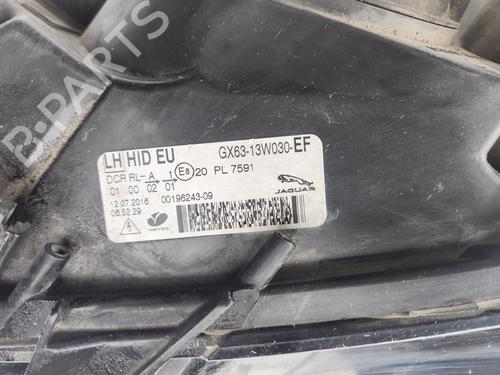 LH HID EU GX63-13W030-EF
DCR RL- A 1 E8 20 PL 7591
01 00 02 01
12.07.2016 00196243-09
06.52.29
JAGUAR
B-PARTS